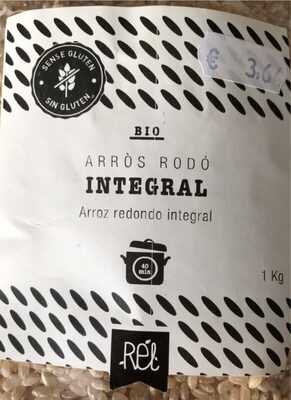 SENSE GLUTEN
SIN GLUTEN
€ 3,6
BIO
ARRÒS RODÓ
INTEGRAL
Arroz redondo integral
40
min
1 Kg
Rél